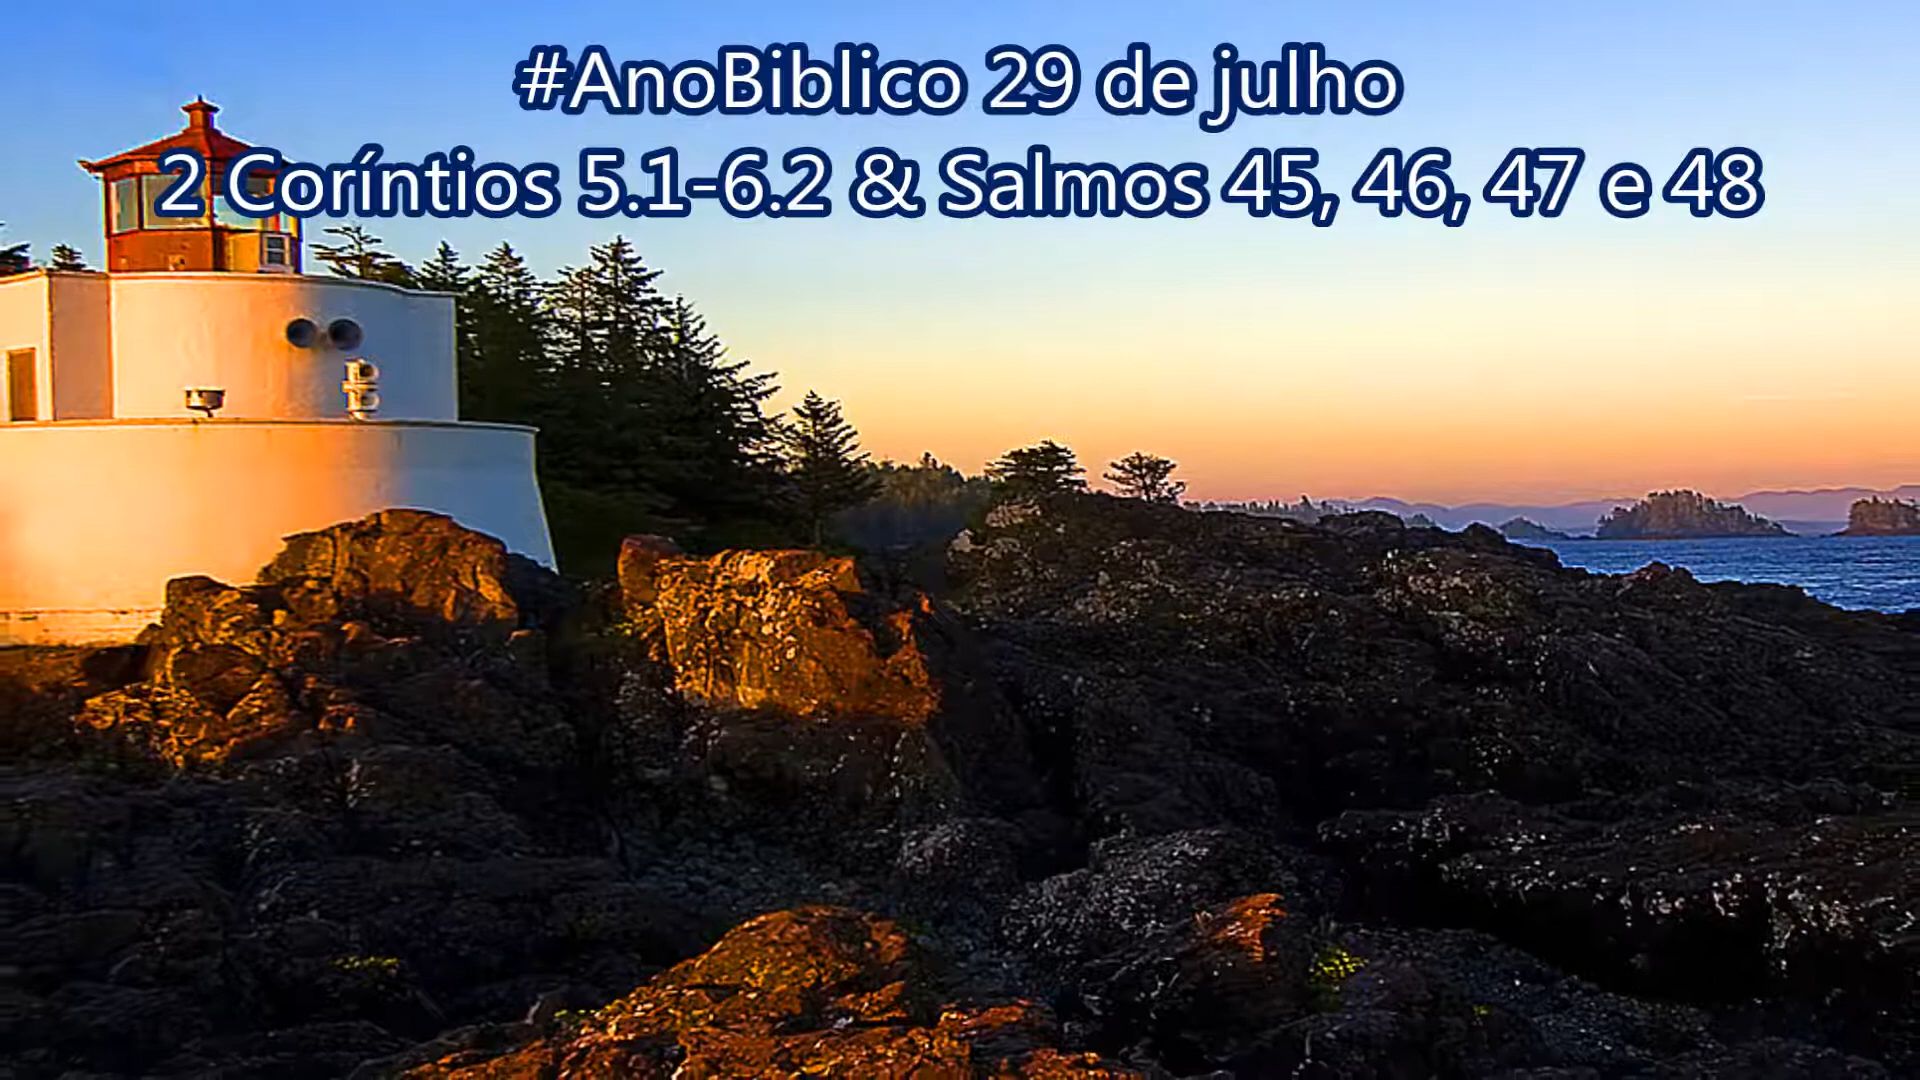 #AnoBiblico 29 de julho
2 Coríntios 5.1-6.2 & Salmos 45, 46, 47 e 48